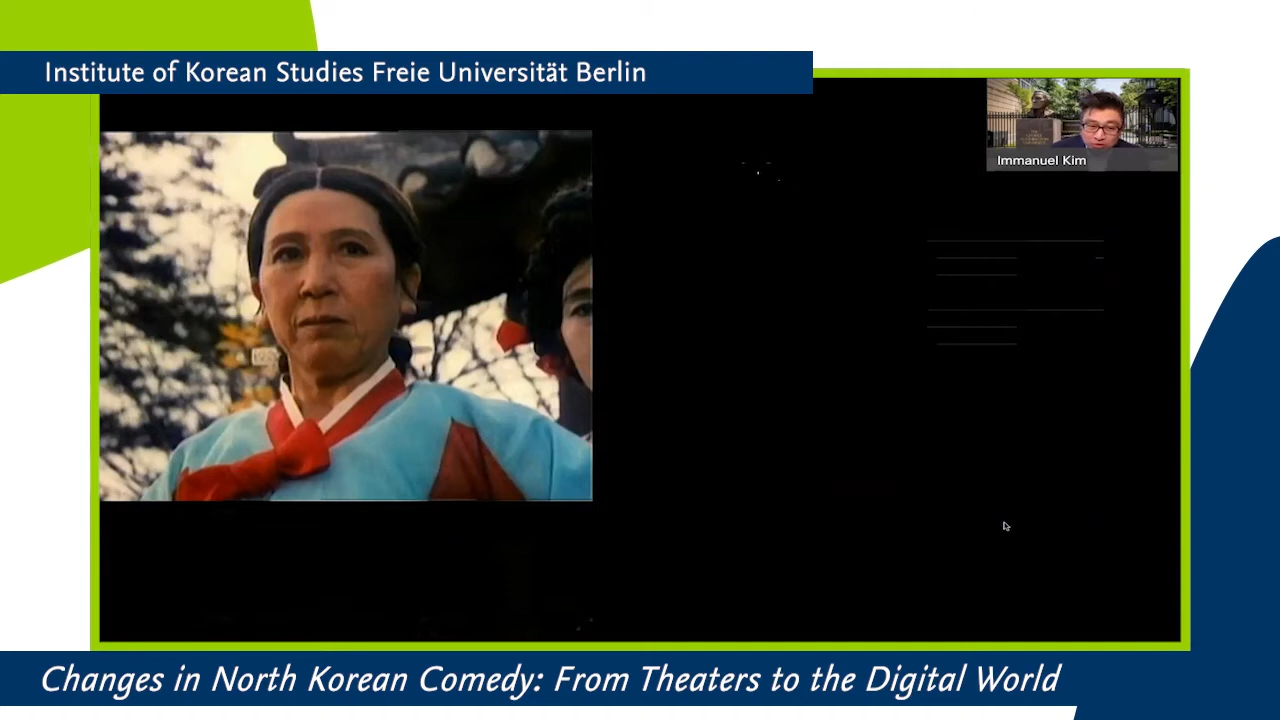 Institute of Korean Studies Freie Universität Berlin
Immanuel Kim
Changes in North Korean Comedy: From Theaters to the Digital World